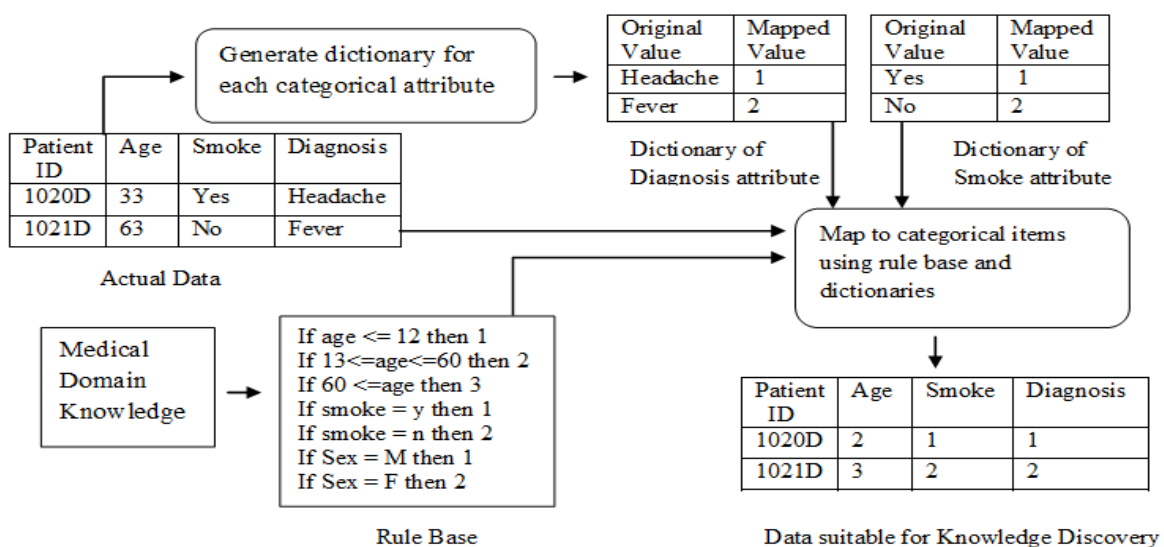 Generate dictionary for
each categorical attribute
Original Value Mapped Value
Headache 1
Fever 2
Dictionary of
Diagnosis attribute
Original Value Mapped Value
Yes 1
No 2
Dictionary of
Smoke attribute
Patient ID Age Smoke Diagnosis
1020D 33 Yes Headache
1021D 63 No Fever
Actual Data
Map to categorical items
using rule base and
dictionaries
Medical
Domain
Knowledge
If age <= 12 then 1
If 13<=age<=60 then 2
If 60 <=age then 3
If smoke = y then 1
If smoke = n then 2
If Sex = M then 1
If Sex = F then 2
Rule Base
Patient ID Age Smoke Diagnosis
1020D 2 1 1
1021D 3 2 2
Data suitable for Knowledge Discovery